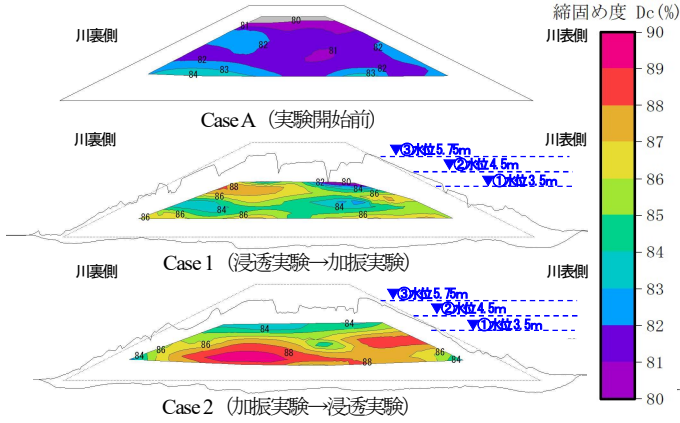 締固め度 Dc(%)
川裏側
川表側
80
81
82
82
81
82
82
83
83
84
Case A (実験開始前)
川裏側
川表側
▼③水位5.75m
▼②水位4.5m
▼①水位3.5m
88
82
80
86
84
84
86
86
86
86
Case 1 (浸透実験→加振実験)
川裏側
川表側
▼③水位5.75m
▼②水位4.5m
▼①水位3.5m
84
84
86
88
86
84
88
84
Case 2 (加振実験→浸透実験)
90
89
88
87
86
85
84
83
82
81
80